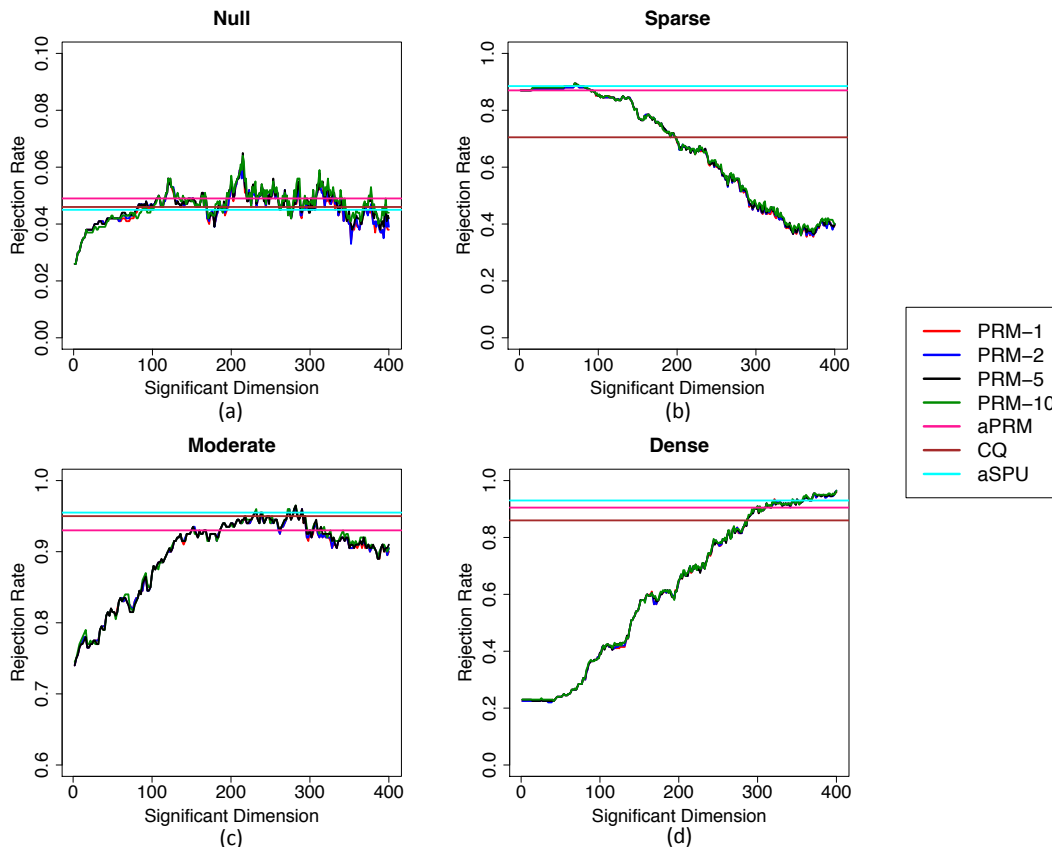 Null
Rejection Rate
0.00 0.02 0.04 0.06 0.08 0.10
0 100 200 300 400
Significant Dimension
(a)
Sparse
Rejection Rate
0.0 0.2 0.4 0.6 0.8 1.0
0 100 200 300 400
Significant Dimension
(b)
Moderate
Rejection Rate
0.6 0.7 0.8 0.9 1.0
0 100 200 300 400
Significant Dimension
(c)
Dense
Rejection Rate
0.0 0.2 0.4 0.6 0.8 1.0
0 100 200 300 400
Significant Dimension
(d)
PRM−1
PRM−2
PRM−5
PRM−10
aPRM
CQ
aSPU